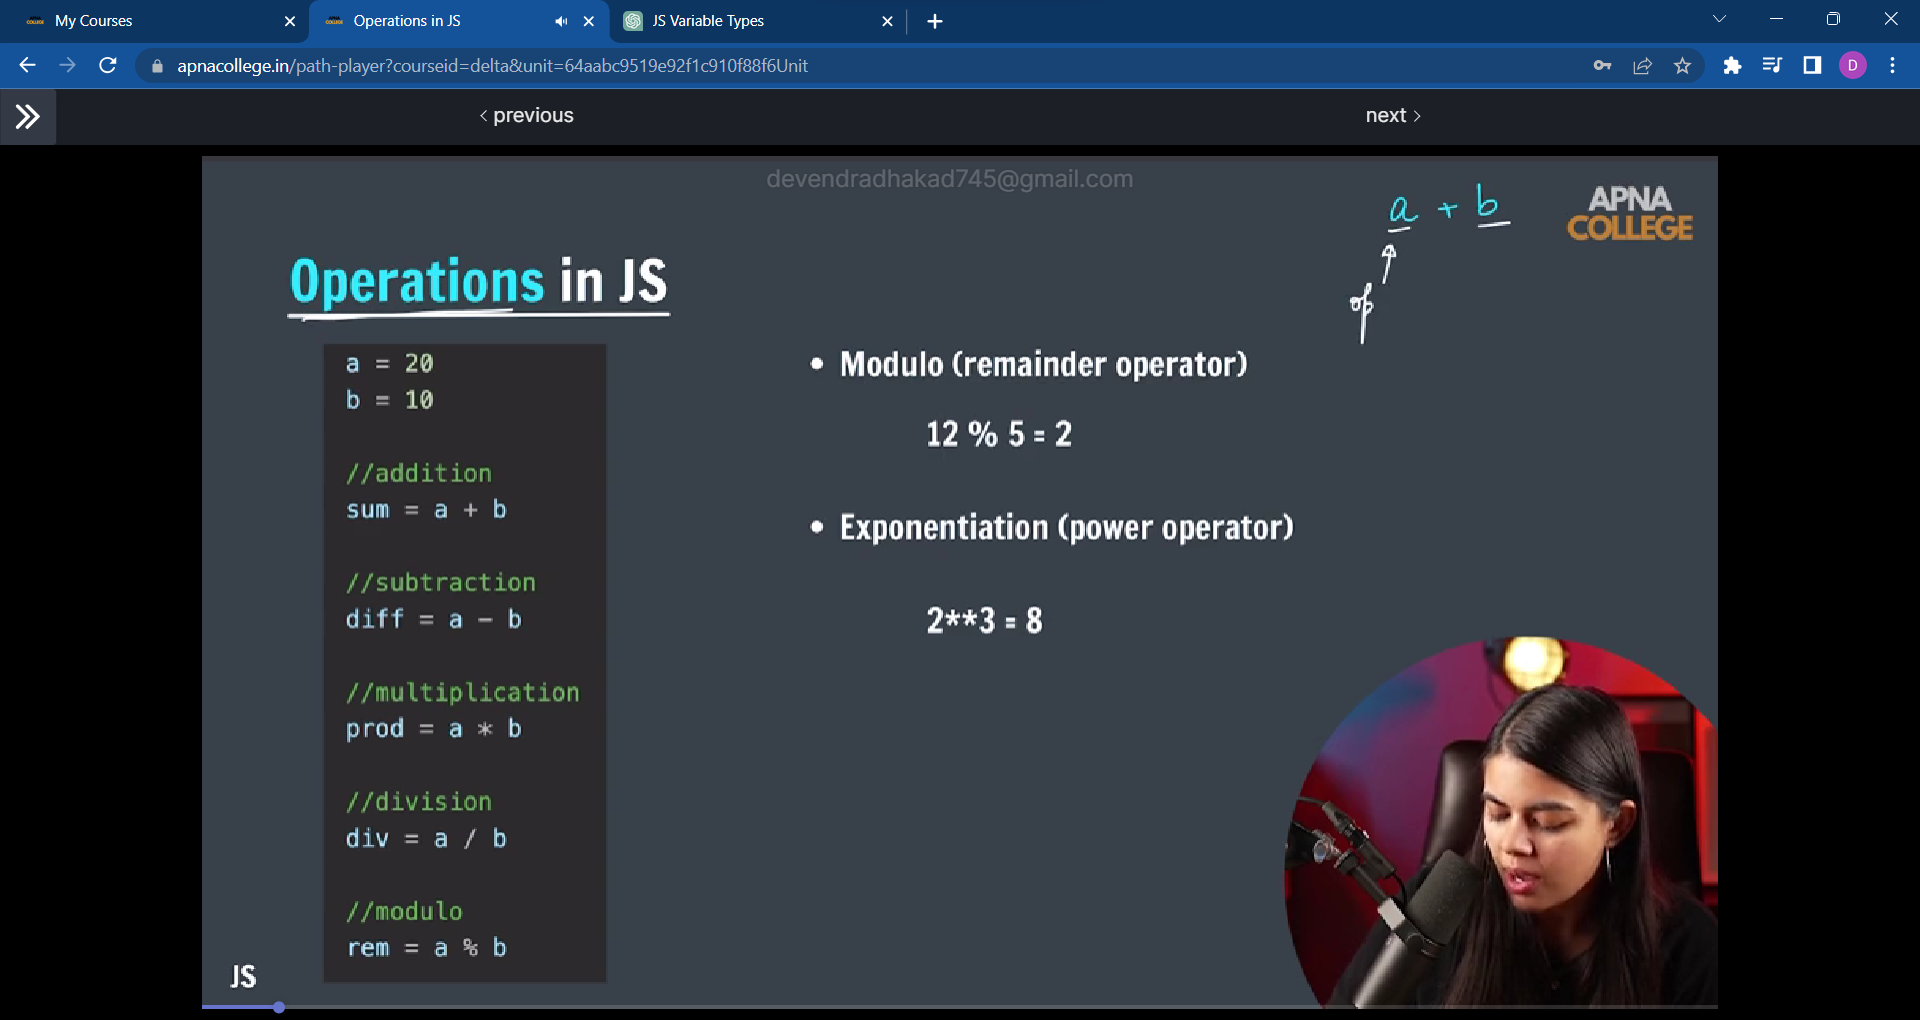 My Courses
Operations in JS
JS Variable Types
apnacollege.in/path-player?courseid=delta&unit=64aabc9519e92f1c910f88f6Unit
D
< previous
next >
devendradhakad745@gmail.com
a + b
op
APNA
COLLEGE
Operations in JS
a = 20
b = 10
//addition
sum = a + b
//subtraction
diff = a - b
//multiplication
prod = a * b
//division
div = a / b
//modulo
rem = a % b
• Modulo (remainder operator)
12 % 5 = 2
• Exponentiation (power operator)
2**3 = 8
JS